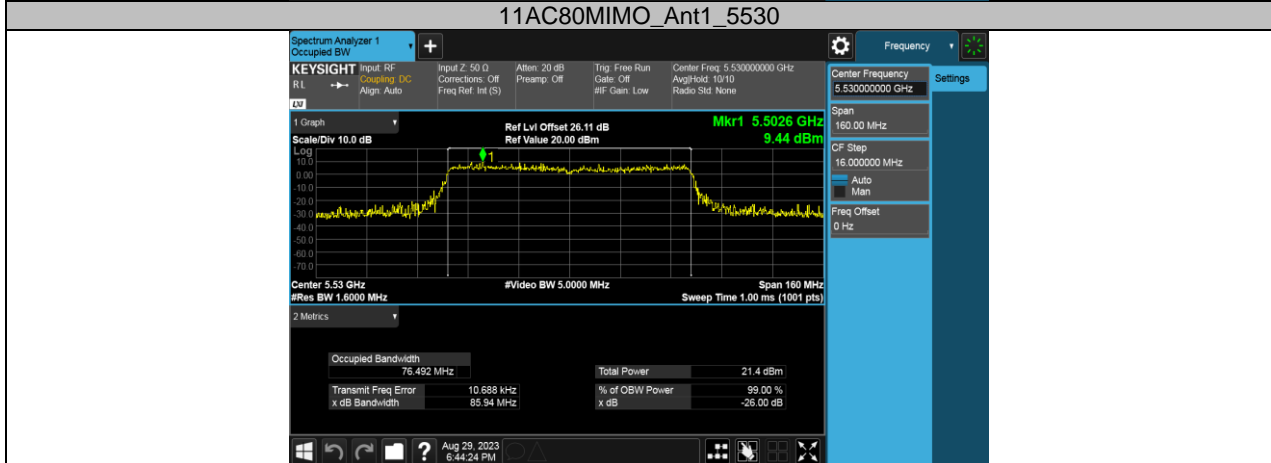 11AC80MIMO_Ant1_5530
Spectrum Analyzer 1
Occupied BW
+
Frequency
KEYSIGHT
RL
LXI
Input: RF
Coupling: DC
Align: Auto
Input Z: 50 Ω
Corrections: Off
Freq Ref: Int (S)
Atten: 20 dB
Preamp: Off
Trig: Free Run
Gate: Off
#IF Gain: Low
Center Freq: 5.530000000 GHz
Avg|Hold: 10/10
Radio Std: None
Center Frequency
5.530000000 GHz
Settings
Span
160.00 MHz
CF Step
16.000000 MHz
Auto
Man
Freq Offset
0 Hz
1 Graph
Scale/Div 10.0 dB
Ref Lvl Offset 26.11 dB
Ref Value 20.00 dBm
Mkr1 5.5026 GHz
9.44 dBm
Log
10.0
0.00
-10.0
-20.0
-30.0
-40.0
-50.0
-60.0
-70.0
1
Center 5.53 GHz
#Video BW 5.0000 MHz
Span 160 MHz
#Res BW 1.6000 MHz
Sweep Time 1.00 ms (1001 pts)
2 Metrics
Occupied Bandwidth
76.492 MHz
Total Power 21.4 dBm
Transmit Freq Error 10.688 kHz
% of OBW Power 99.00 %
x dB Bandwidth 85.94 MHz
x dB -26.00 dB
?
Aug 29, 2023
6:44:24 PM